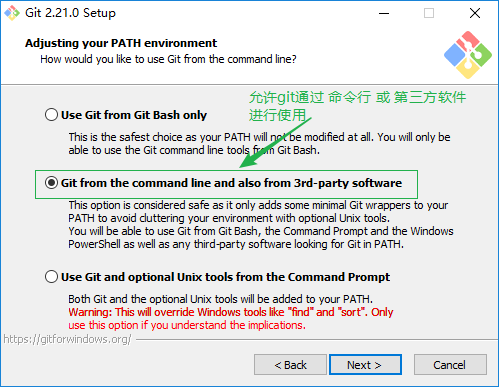 Git 2.21.0 Setup
Adjusting your PATH environment
How would you like to use Git from the command line?
允许git通过 命令行 或 第三方软件
进行使用
Use Git from Git Bash only
This is the safest choice as your PATH will not be modified at all. You will only be
able to use the Git command line tools from Git Bash.
Git from the command line and also from 3rd-party software
This option is considered safe as it only adds some minimal Git wrappers to your
PATH to avoid cluttering your environment with optional Unix tools.
You will be able to use Git from Git Bash, the Command Prompt and the Windows
PowerShell as well as any third-party software looking for Git in PATH.
Use Git and optional Unix tools from the Command Prompt
Both Git and the optional Unix tools will be added to your PATH.
Warning: This will override Windows tools like "find" and "sort". Only
use this option if you understand the implications.
https://gitforwindows.org/
< Back
Next >
Cancel